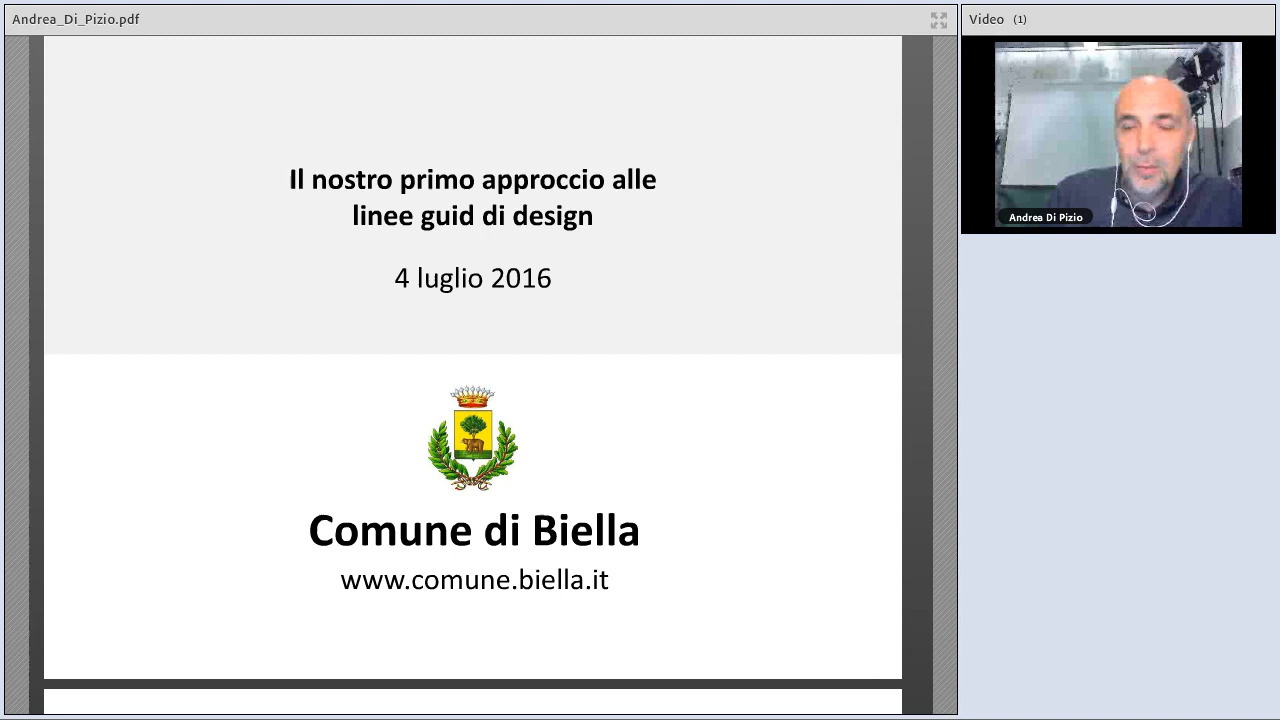 Andrea_Di_Pizio.pdf
Il nostro primo approccio alle
linee guid di design
4 luglio 2016
Comune di Biella
www.comune.biella.it
Video (1)
Andrea Di Pizio